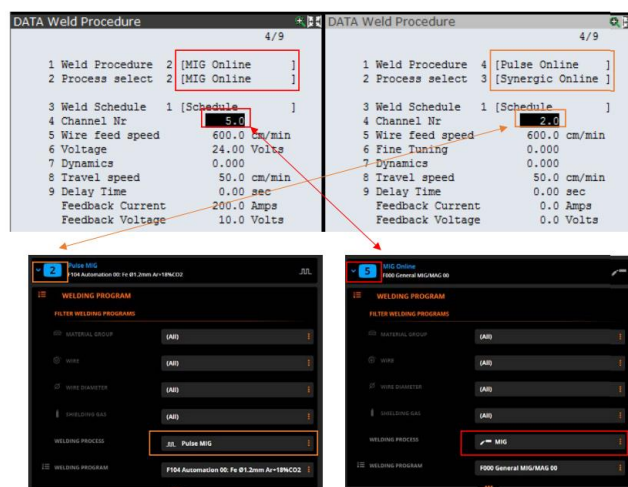 DATA Weld Procedure
4/9
1 Weld Procedure 2 [MIG Online ]
2 Process select 2 [MIG Online ]
3 Weld Schedule 1 [Schedule ]
4 Channel Nr 5.0
5 Wire feed speed 600.0 cm/min
6 Voltage 24.00 Volts
7 Dynamics 0.000
8 Travel speed 50.0 cm/min
9 Delay Time 0.00 sec
Feedback Current 200.0 Amps
Feedback Voltage 10.0 Volts
DATA Weld Procedure
4/9
1 Weld Procedure 4 [Pulse Online ]
2 Process select 3 [Synergic Online ]
3 Weld Schedule 1 [Schedule ]
4 Channel Nr 2.0
5 Wire feed speed 600.0 cm/min
6 Fine Tuning 0.000
7 Dynamics 0.000
8 Travel speed 50.0 cm/min
9 Delay Time 0.00 sec
Feedback Current 0.0 Amps
Feedback Voltage 0.0 Volts
2 Pulse MIG
F104 Automation 00: Fe Ø1.2mm Ar+18%CO2
WELDING PROGRAM
FILTER WELDING PROGRAMS
MATERIAL GROUP (All)
WIRE (All)
WIRE DIAMETER (All)
SHIELDING GAS (All)
WELDING PROCESS Pulse MIG
WELDING PROGRAM F104 Automation 00: Fe Ø1.2mm Ar+18%CO2
5 MIG Online
F000 General MIG/MAG 00
WELDING PROGRAM
FILTER WELDING PROGRAMS
MATERIAL GROUP (All)
WIRE (All)
WIRE DIAMETER (All)
SHIELDING GAS (All)
WELDING PROCESS MIG
WELDING PROGRAM F000 General MIG/MAG 00